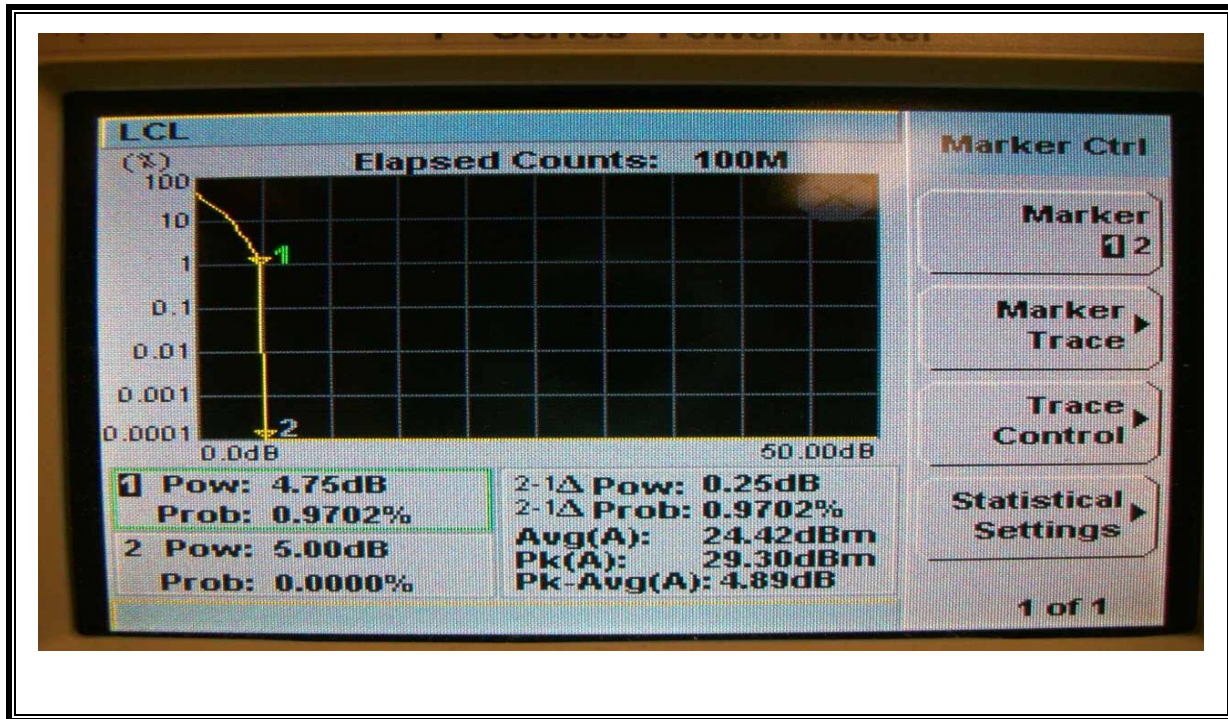 Series Power Meter
LCL
(%)
Elapsed Counts: 100M
100
10
1
0.1
0.01
0.001
0.0001
1
2
0.0dB
50.00dB
1 Pow: 4.75dB
Prob: 0.9702%
2 Pow: 5.00dB
Prob: 0.0000%
2-1Δ Pow: 0.25dB
2-1Δ Prob: 0.9702%
Avg(A): 24.42dBm
Pk(A): 29.30dBm
Pk-Avg(A): 4.89dB
Marker Ctrl
Marker
1 2
Marker
Trace
Trace
Control
Statistical
Settings
1 of 1